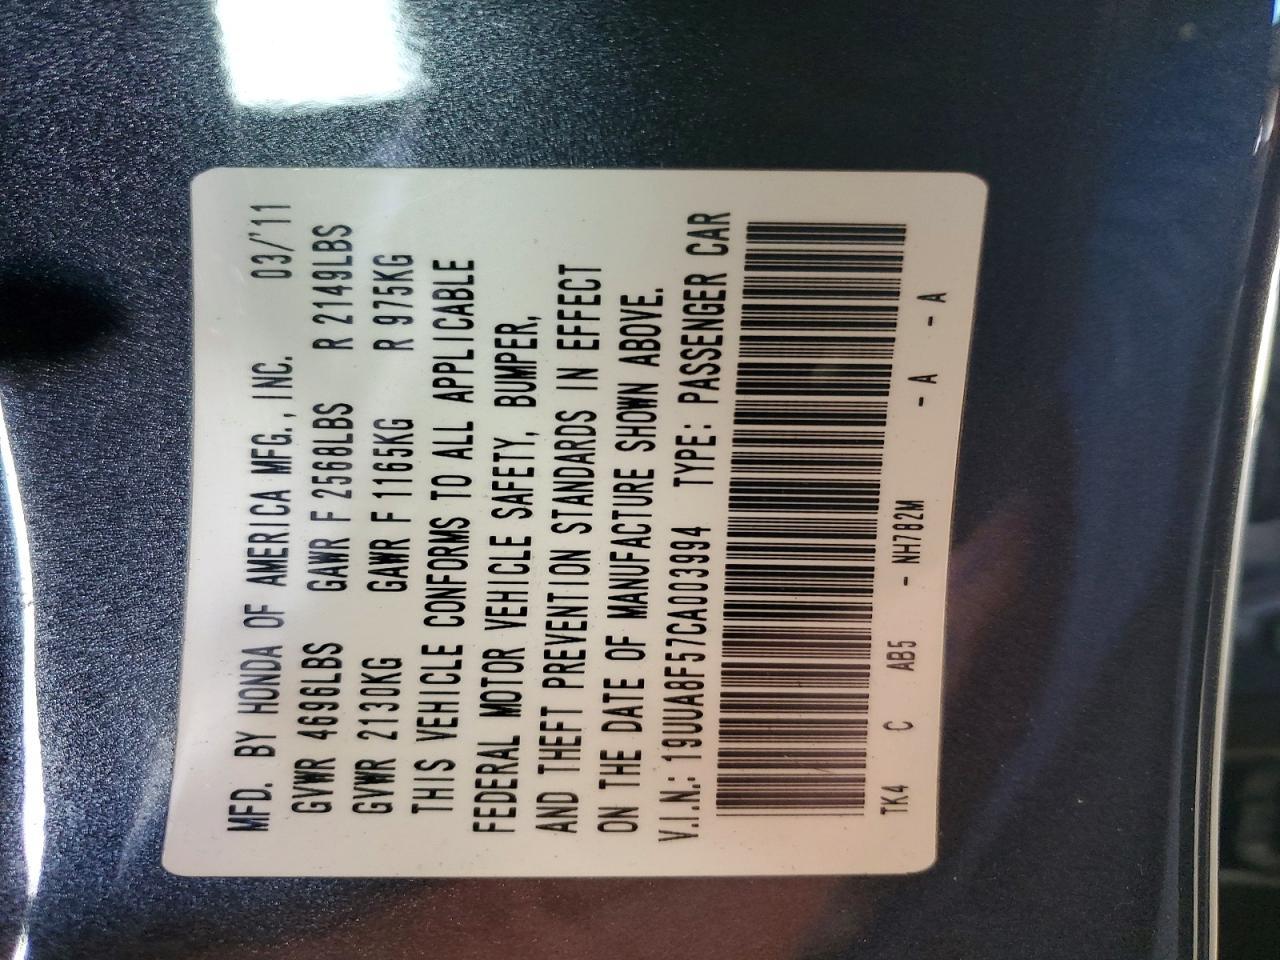 MFD. BY HONDA OF AMERICA MFG., INC. 03/'11
GVWR 4696LBS GAWR F 2568LBS R 2149LBS
GVWR 2130KG GAWR F 1165KG R 975KG
THIS VEHICLE CONFORMS TO ALL APPLICABLE
FEDERAL MOTOR VEHICLE SAFETY, BUMPER,
AND THEFT PREVENTION STANDARDS IN EFFECT
ON THE DATE OF MANUFACTURE SHOWN ABOVE.
V.I.N.: 19UUA8F57CA003994 TYPE: PASSENGER CAR
TK4 C AB5 - NH782M - A - A